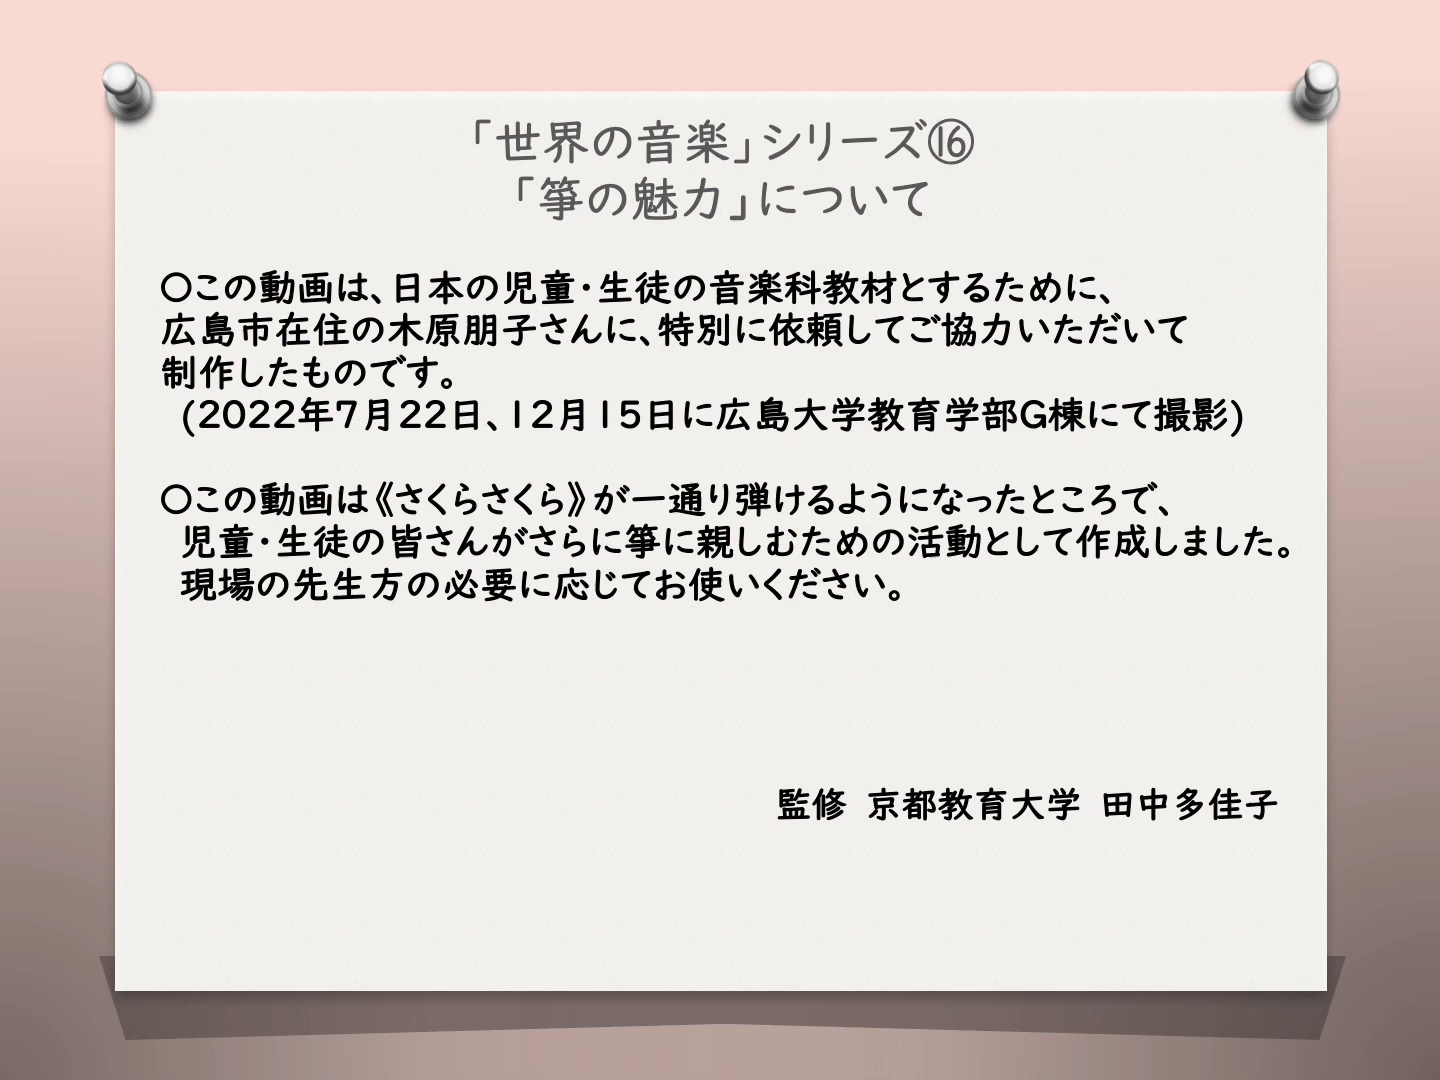 「世界の音楽」シリーズ⑯
「箏の魅力」について
〇この動画は、日本の児童・生徒の音楽科教材とするために、
広島市在住の木原朋子さんに、特別に依頼してご協力いただいて
制作したものです。
(2022年7月22日、12月15日に広島大学教育学部G棟にて撮影)
〇この動画は《さくらさくら》が一通り弾けるようになったところで、
児童・生徒の皆さんがさらに箏に親しむための活動として作成しました。
現場の先生方の必要に応じてお使いください。
監修 京都教育大学 田中多佳子